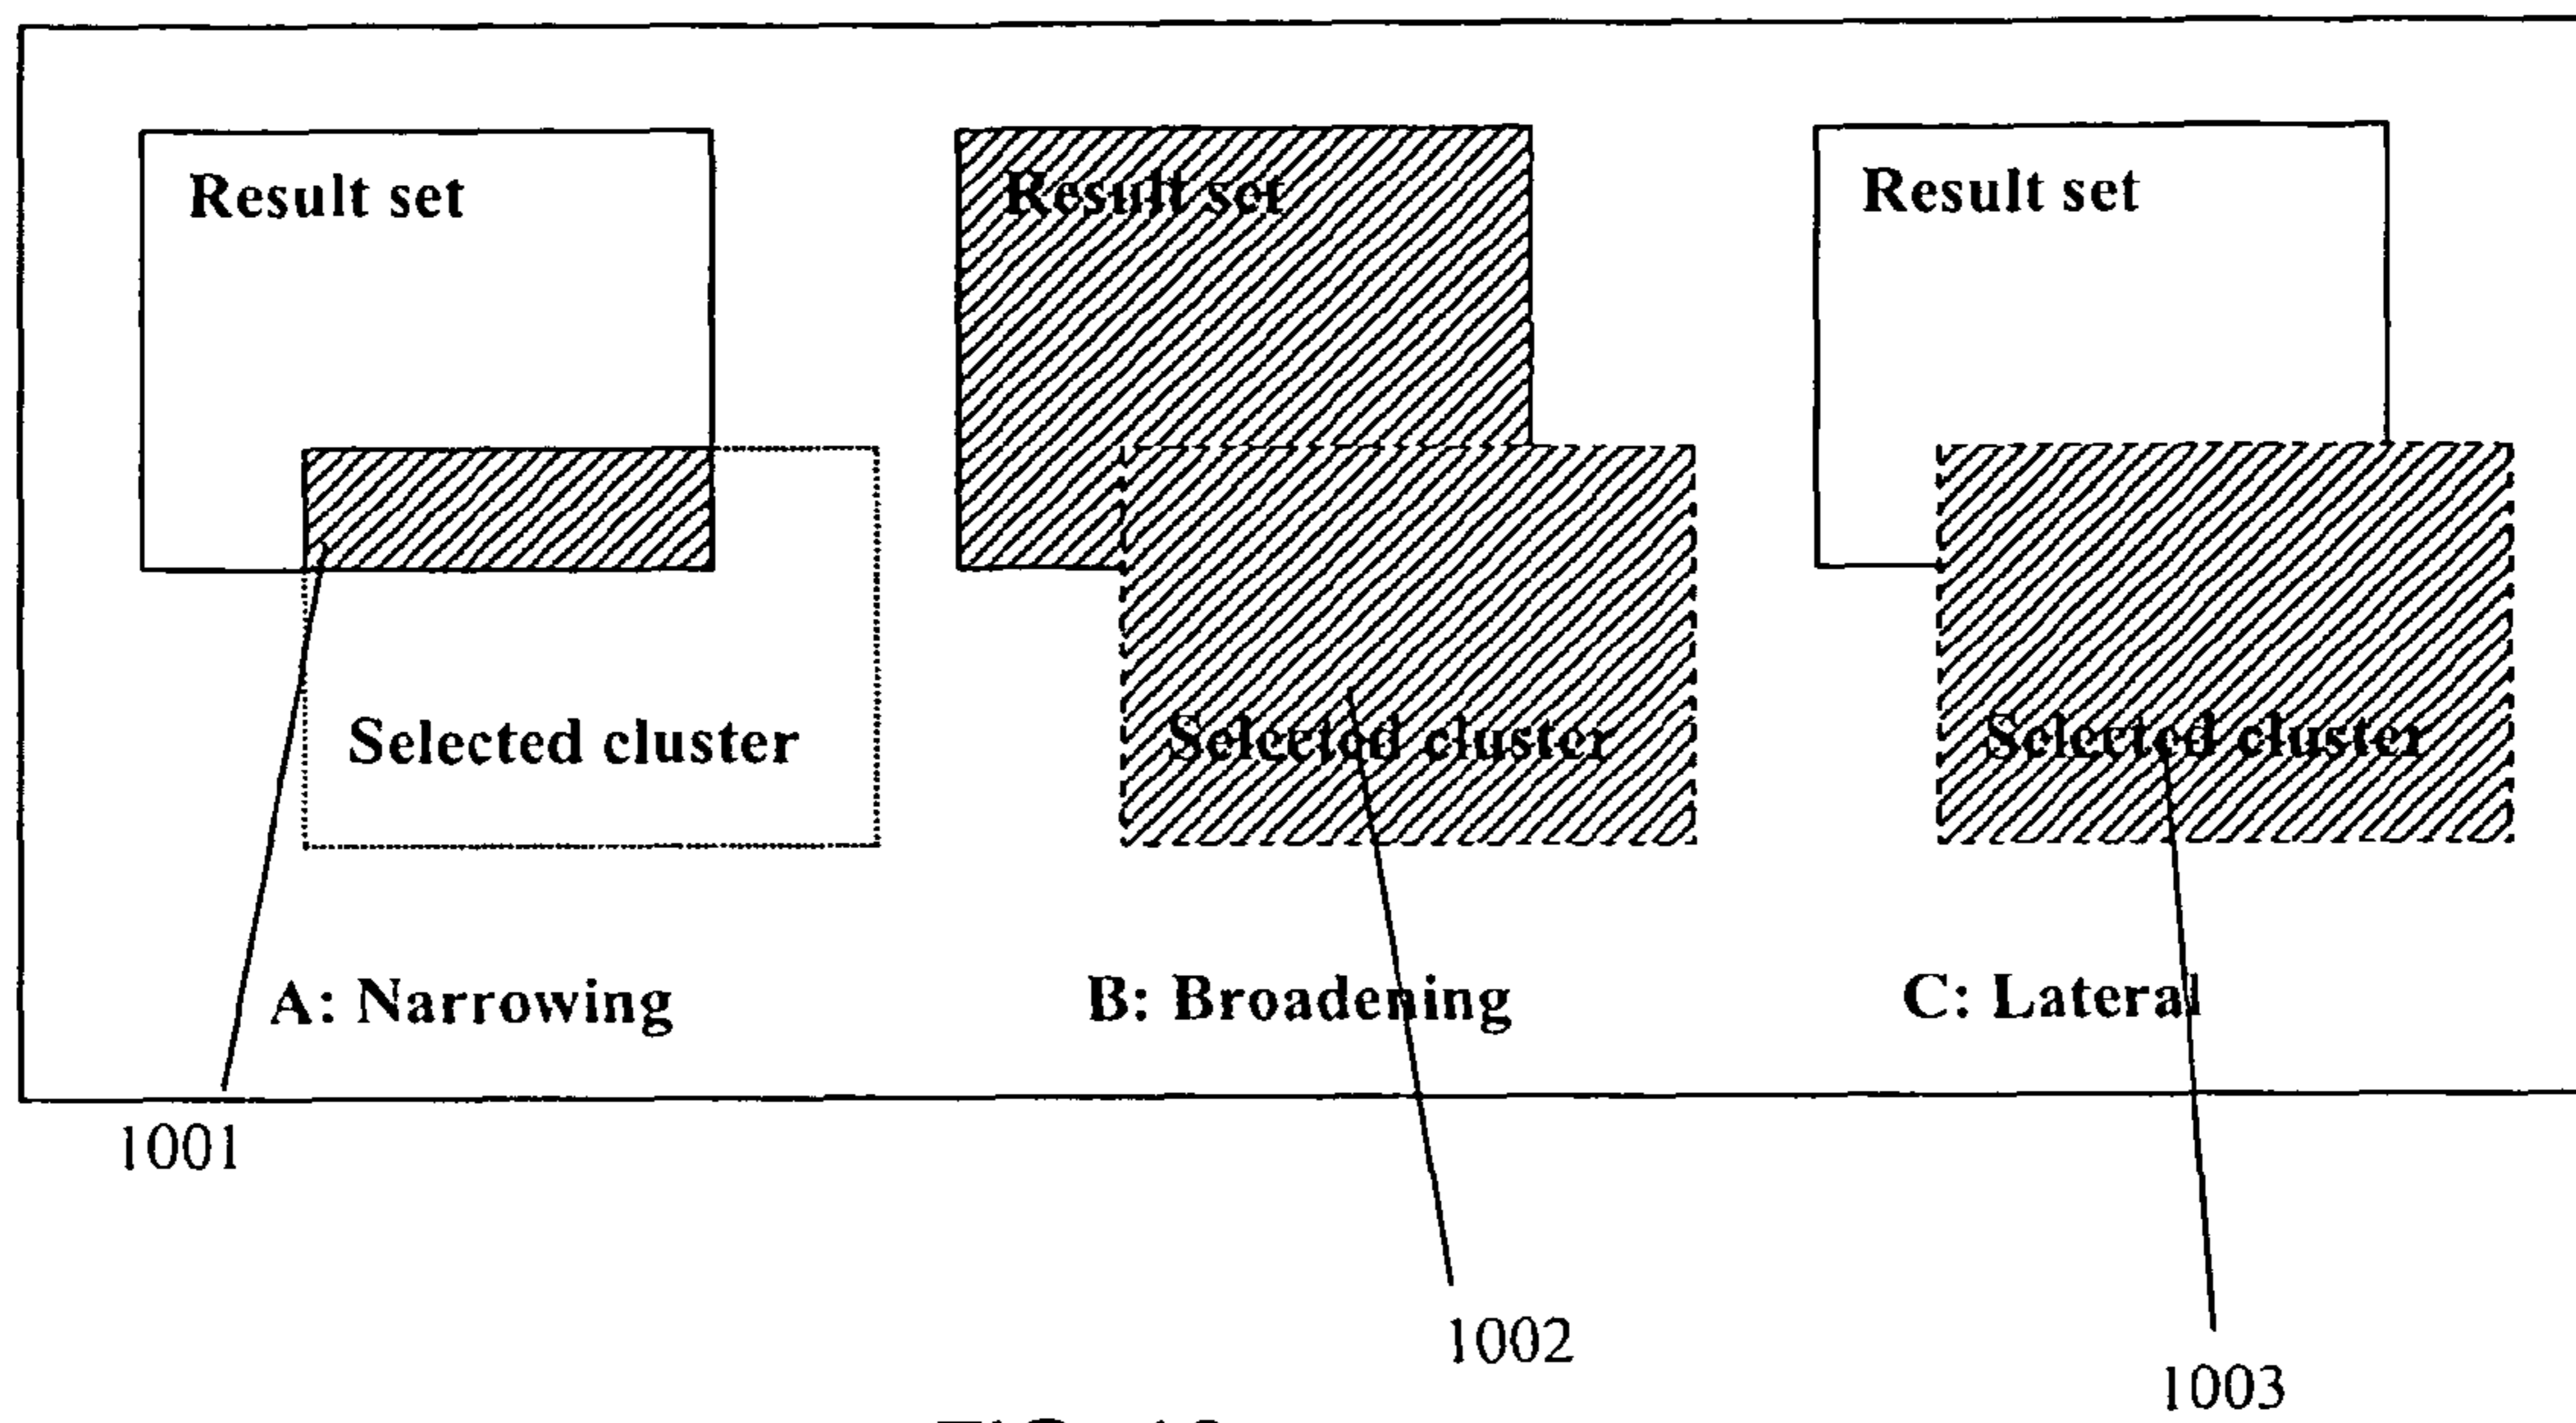 Result set
Result set
Result set
Selected cluster
Selected cluster
Selected cluster
A: Narrowing
B: Broadening
C: Lateral
1001
1002
1003